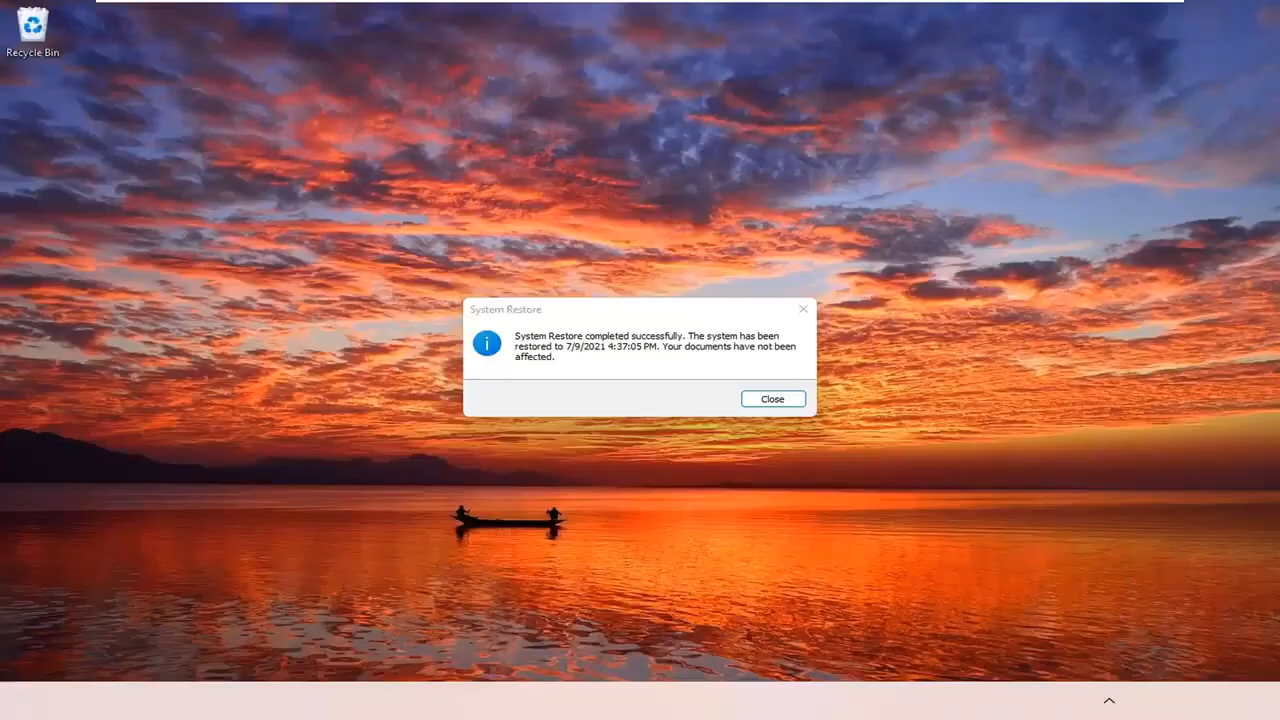 Recycle Bin
System Restore
System Restore completed successfully. The system has been
restored to 7/9/2021 4:37:05 PM. Your documents have not been
affected.
Close